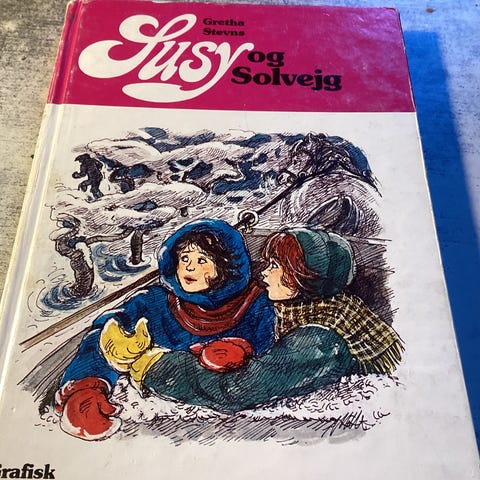 Gretha
Stevns
Susy og
Solvejg
Grafisk